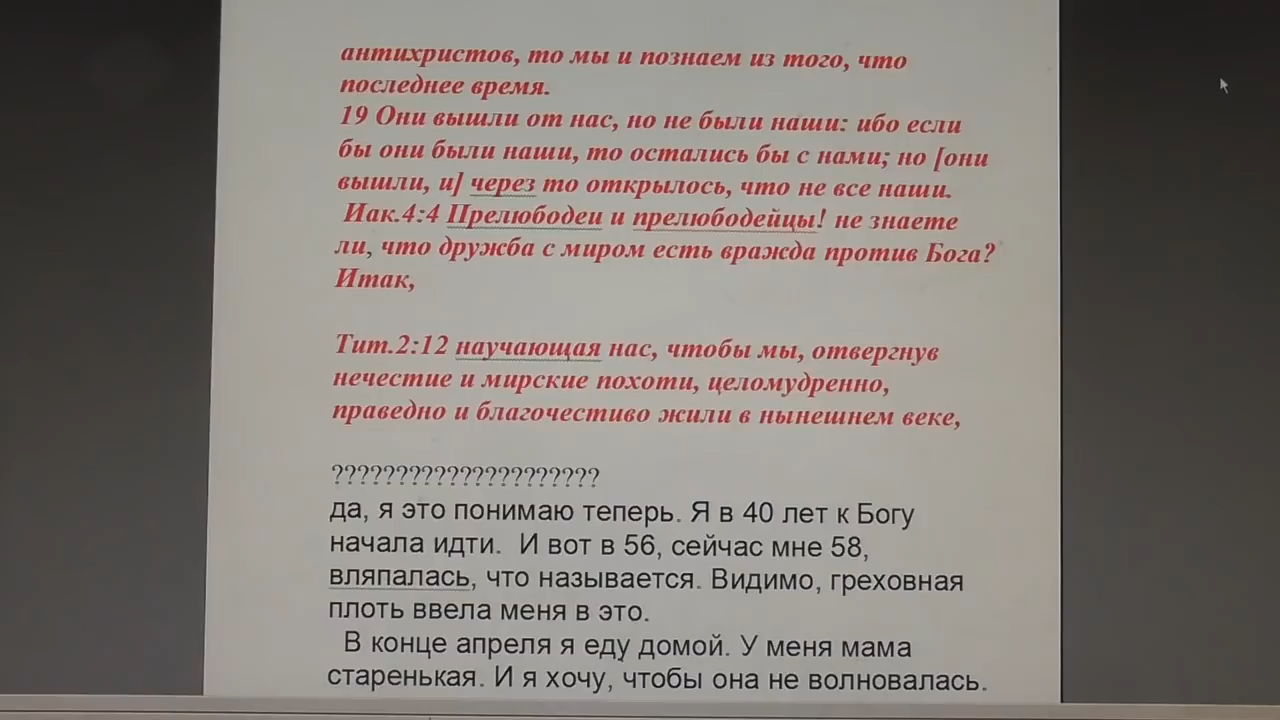 антихристов, то мы и познаем из того, что
последнее время.
19 Они вышли от нас, но не были наши: ибо если
бы они были наши, то остались бы с нами; но [они
вышли, и] через то открылось, что не все наши.
Иак.4:4 Прелюбодеи и прелюбодейцы! не знаете
ли, что дружба с миром есть вражда против Бога?
Итак,
Тит.2:12 научающая нас, чтобы мы, отвергнув
нечестие и мирские похоти, целомудренно,
праведно и благочестиво жили в нынешнем веке,
?????????????????????
да, я это понимаю теперь. Я в 40 лет к Богу
начала идти. И вот в 56, сейчас мне 58,
вляпалась, что называется. Видимо, греховная
плоть ввела меня в это.
В конце апреля я еду домой. У меня мама
старенькая. И я хочу, чтобы она не волновалась.